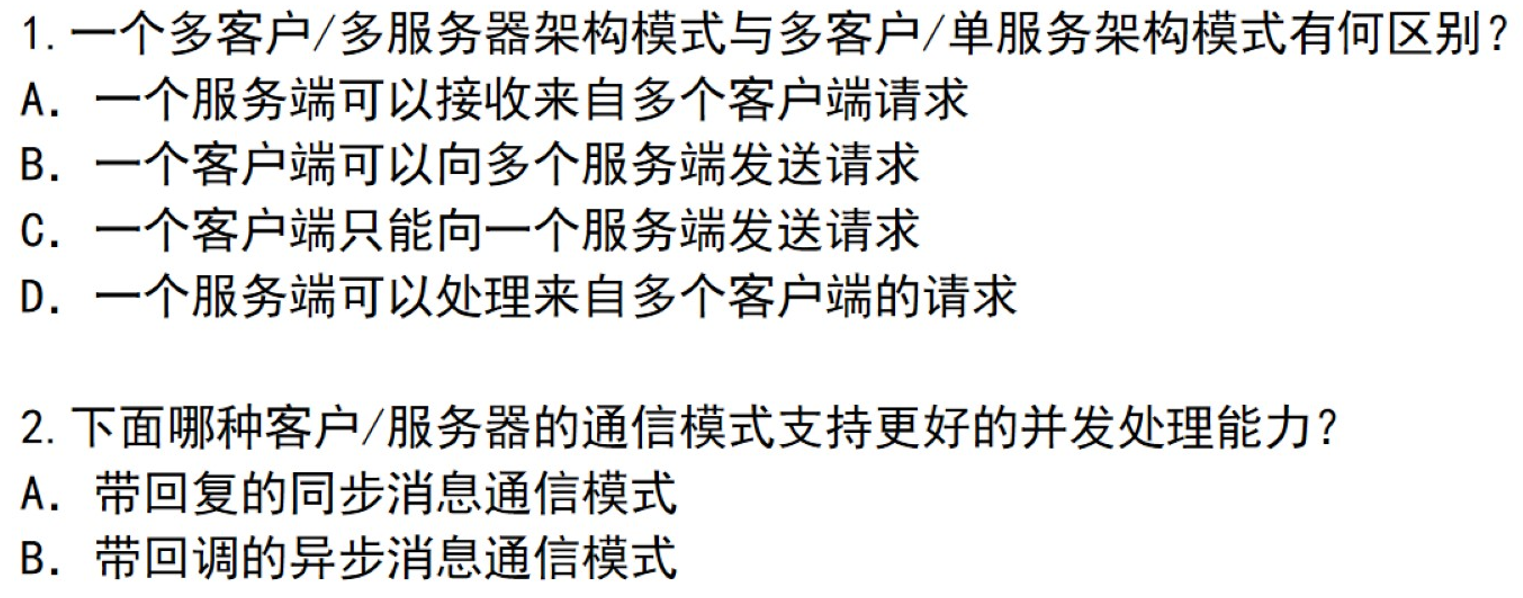 1.一个多客户/多服务器架构模式与多客户/单服务架构模式有何区别?
A. 一个服务端可以接收来自多个客户端请求
B. 一个客户端可以向多个服务端发送请求
C. 一个客户端只能向一个服务端发送请求
D. 一个服务端可以处理来自多个客户端的请求
2.下面哪种客户/服务器的通信模式支持更好的并发处理能力?
A. 带回复的同步消息通信模式
B. 带回调的异步消息通信模式